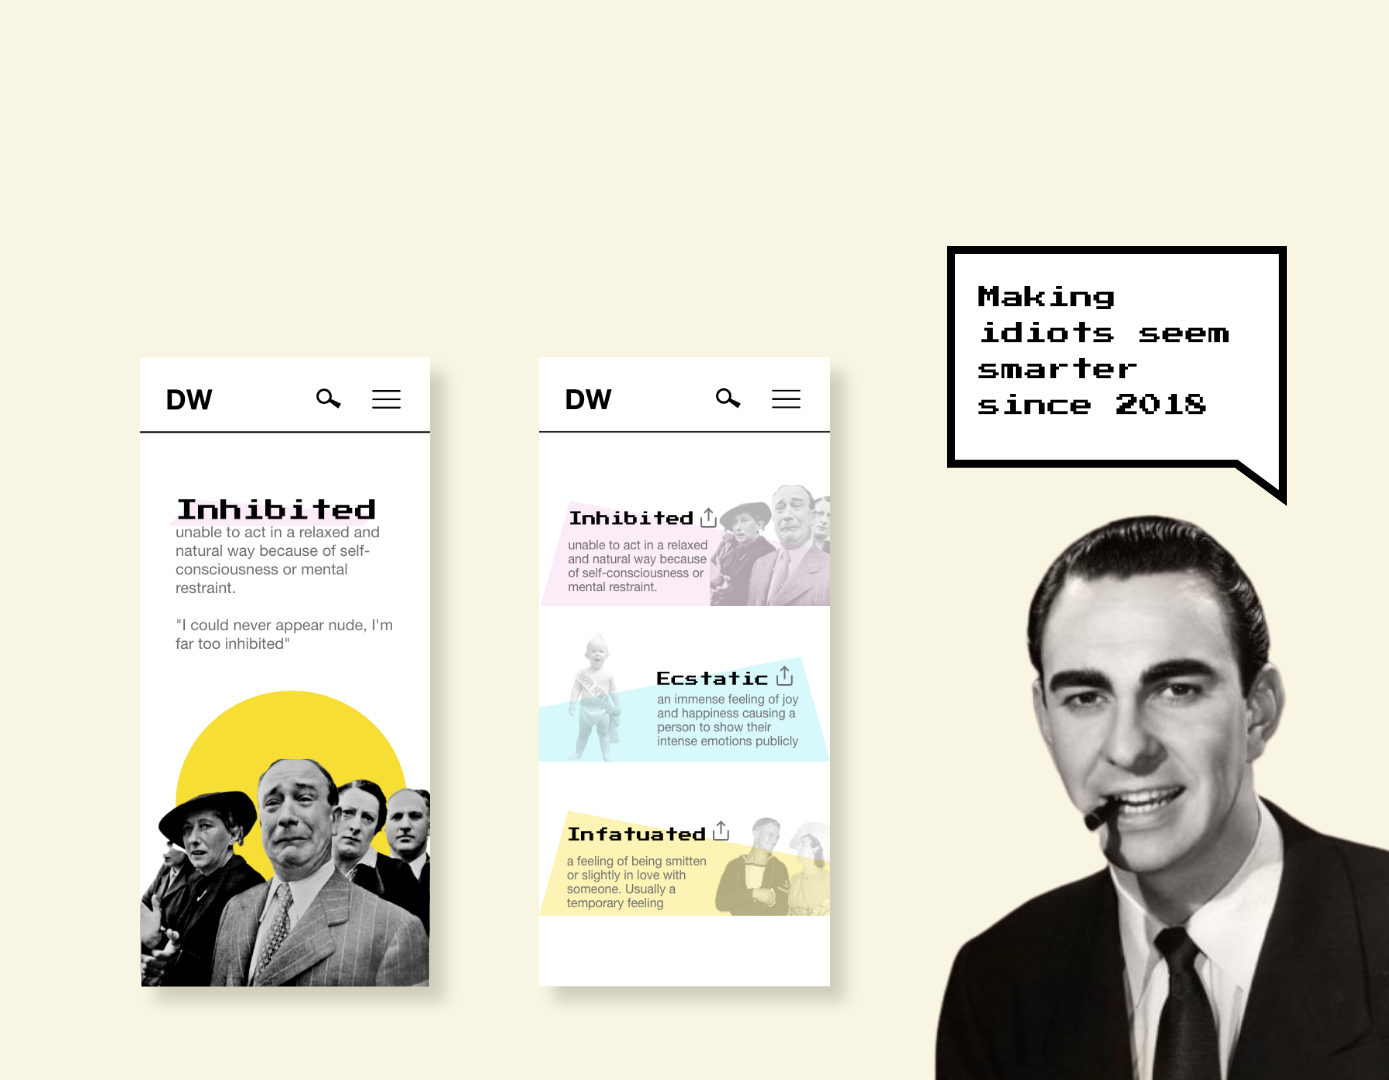 DW
Inhibited
unable to act in a relaxed and
natural way because of self-
consciousness or mental
restraint.
"I could never appear nude, I'm
far too inhibited"
DW
Inhibited
unable to act in a relaxed
and natural way because
of self-consciousness or
mental restraint.
Ecstatic
an immense feeling of joy
and happiness causing a
person to show their
intense emotions publicly
Infatuated
a feeling of being smitten
or slightly in love with
someone. Usually a
temporary feeling
Making
idiots seem
smarter
since 2018